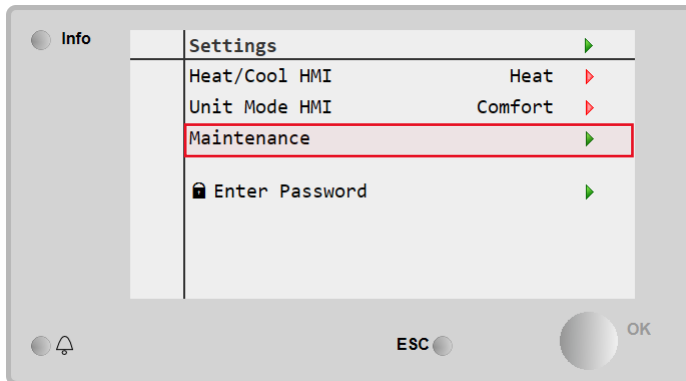 Info
Settings
Heat/Cool HMI Heat
Unit Mode HMI Comfort
Maintenance
Enter Password
ESC
OK